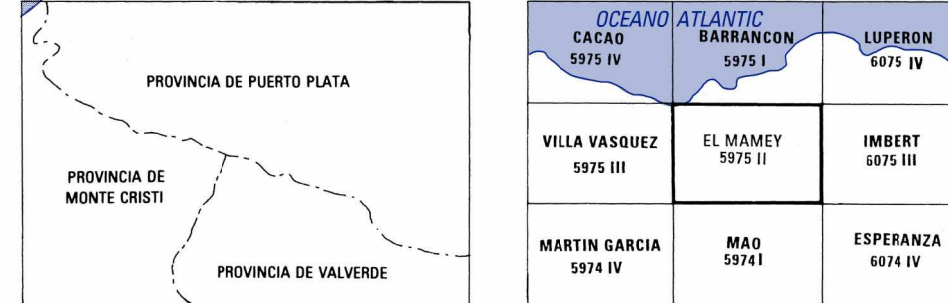 PROVINCIA DE PUERTO PLATA
PROVINCIA DE
MONTE CRISTI
PROVINCIA DE VALVERDE
OCEANO ATLANTIC
CACAO
5975 IV
BARRANCON
5975 I
LUPERON
6075 IV
VILLA VASQUEZ
5975 III
EL MAMEY
5975 II
IMBERT
6075 III
MARTIN GARCIA
5974 IV
MAO
5974 I
ESPERANZA
6074 IV